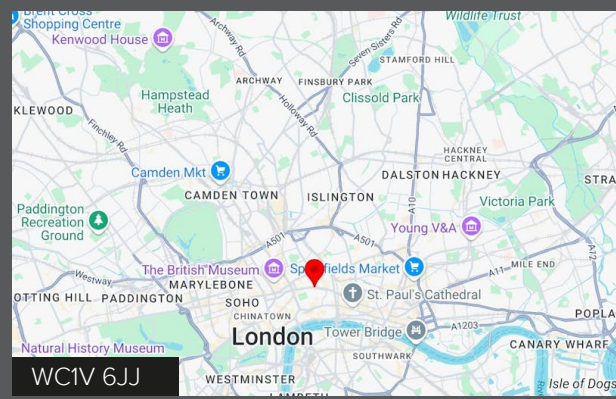 Brent Cross
Shopping Centre
Wildlife Trust
Kenwood House
Archway Rd
Seven Sisters Rd
STAMFORD HILL
ARCHWAY
FINSBURY PARK
Hampstead
Heath
Clissold Park
KLEWOOD
Holloway Rd
Finchley Rd
HACKNEY
CENTRAL
Camden Mkt
DALSTON
HACKNEY
STRA
CAMDEN TOWN
ISLINGTON
A10
Victoria Park
Paddington
Recreation
Ground
Young V&A
A501
A501
A12
The British Museum
Sp
lfields Market
A11
MILE END
Westway
MARYLEBONE
St. Paul's Cathedral
OTTING HILL
PADDINGTON
SOHO
POPLA
CHINATOWN
London
Tower Bridge
A1203
CANARY WHARF
Natural History Museum
SOUTHWARK
WC1V 6JJ
WESTMINSTER
Isle of Dogs
LAMBETH